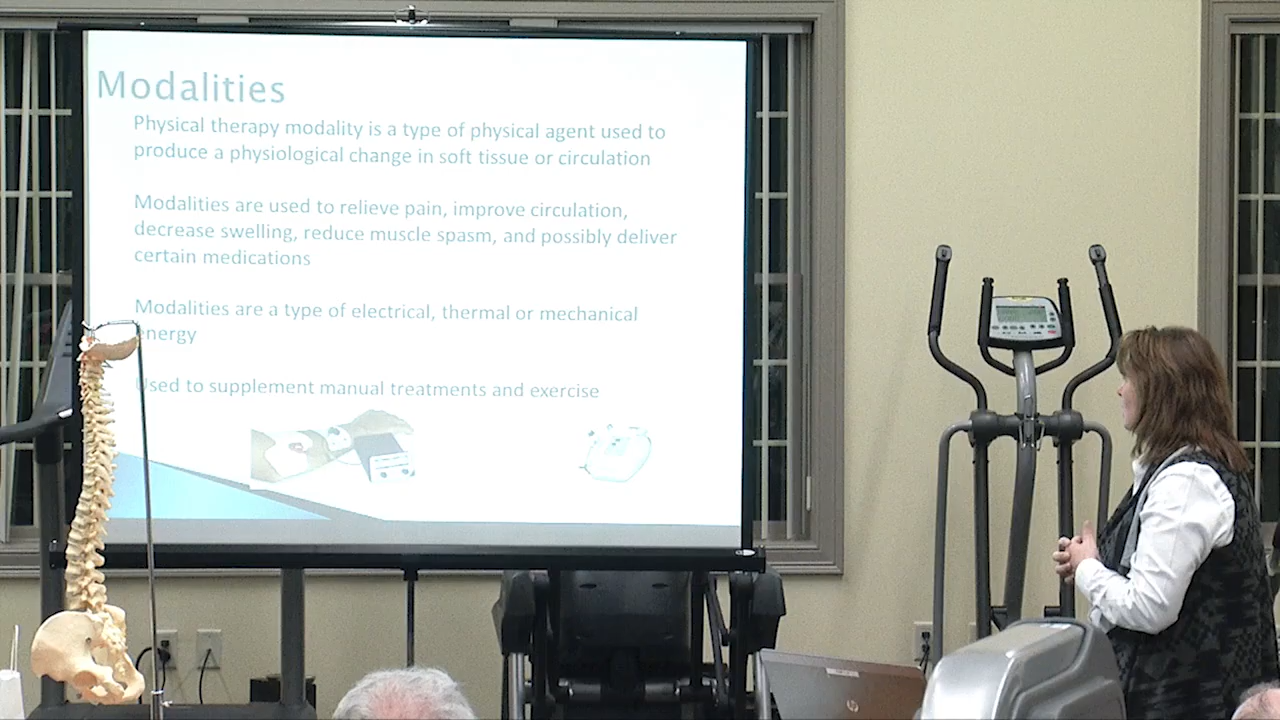 Modalities
Physical therapy modality is a type of physical agent used to
produce a physiological change in soft tissue or circulation
Modalities are used to relieve pain, improve circulation,
decrease swelling, reduce muscle spasm, and possibly deliver
certain medications
Modalities are a type of electrical, thermal or mechanical
energy
Used to supplement manual treatments and exercise
hp